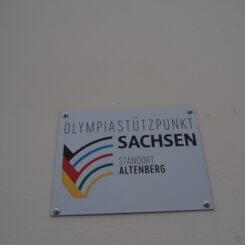 OLYMPIASTÜTZPUNKT
SACHSEN
STANDORT
ALTENBERG